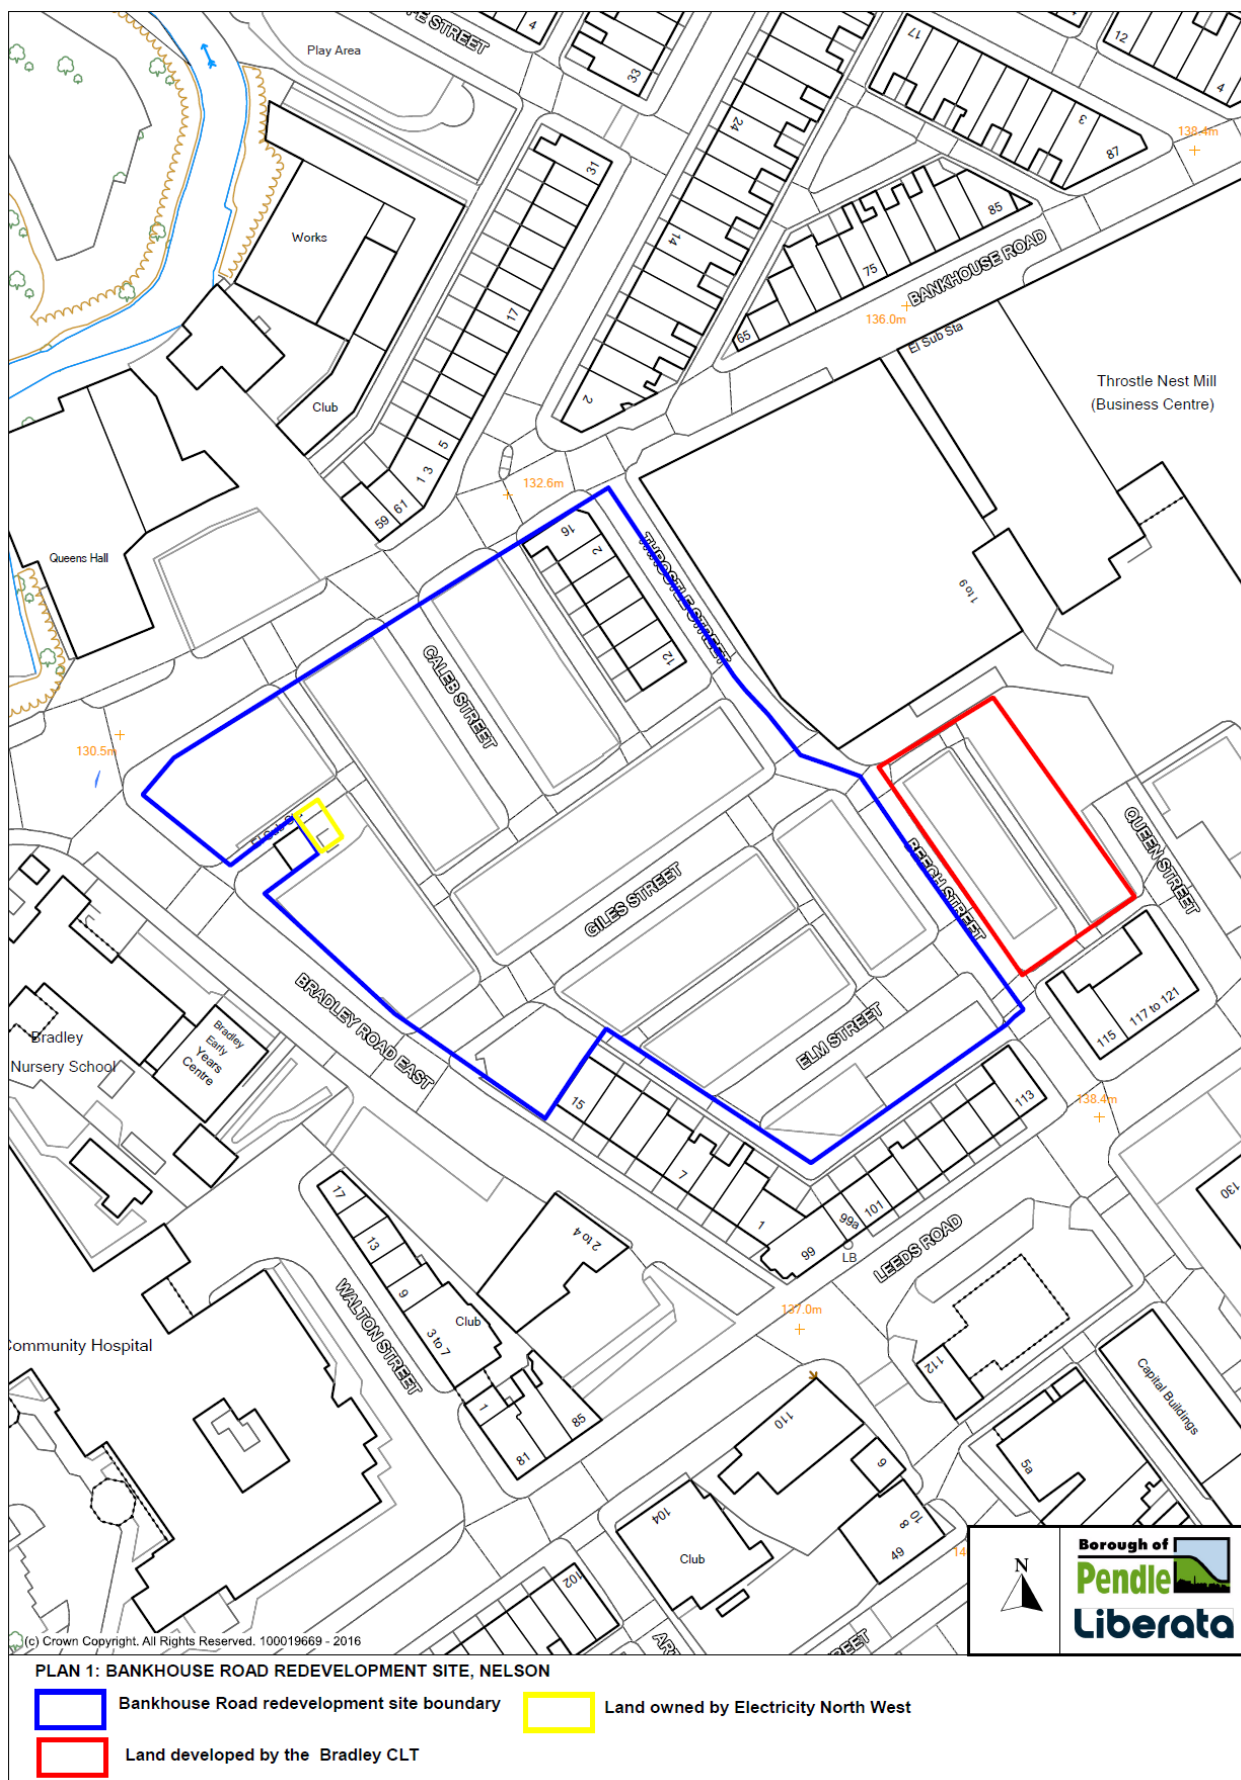 PE STREET
4
12
17
Play Area
33
4
24
3
138.4m
87
31
85
Works
14
75
BANKHOUSE ROAD
17
136.0m
65
El Sub Sta
Throstle Nest Mill
(Business Centre)
2
Club
5
1 3
132.6m
61
59
16
Queens Hall
2
THROSTLE STREET
1 to 9
12
CALEB STREET
130.5m
QUEEN STREET
BEECH STREET
GILES STREET
BRADLEY ROAD EAST
117 to 121
115
ELM STREET
Bradley
Nursery School
Bradley
Early
Years
Centre
15
113
138.4m
7
17
130
2 to 4
1
99a
101
13
99
LB
LEEDS ROAD
9
WALTON STREET
137.0m
Club
3 to 7
Community Hospital
112
Capital Buildings
1
85
110
81
9
5a
104
10
8
49
Club
14
102
N
Borough of
Pendle
Liberata
ART
REET
(c) Crown Copyright. All Rights Reserved. 100019669 - 2016
PLAN 1: BANKHOUSE ROAD REDEVELOPMENT SITE, NELSON
Bankhouse Road redevelopment site boundary
Land owned by Electricity North West
Land developed by the Bradley CLT